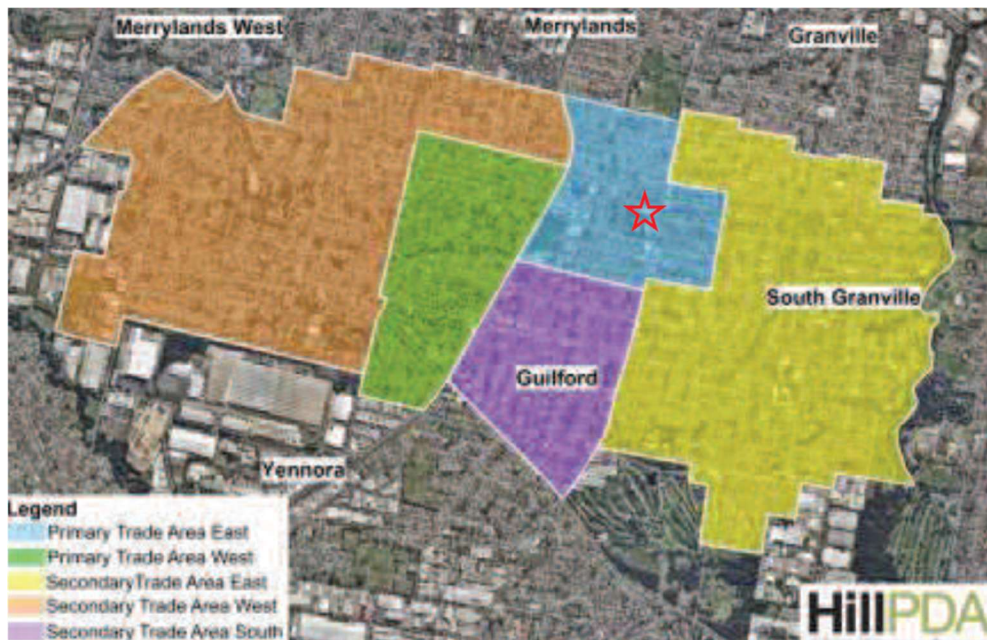 Merrylands West
Merrylands
Granville
South Granville
Guilford
Yennora
Legend
Primary Trade Area East
Primary Trade Area West
SecondaryTrade Area East
Secondary Trade Area West
Secondary Trade Area South
HillPDA